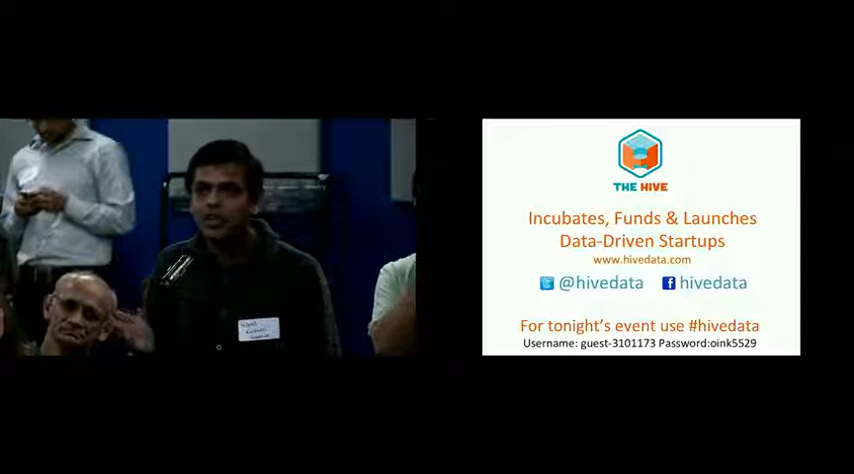 THE HIVE
Incubates, Funds & Launches
Data-Driven Startups
www.hivedata.com
@hivedata hivedata
For tonight's event use #hivedata
Username: guest-3101173 Password:oink5529